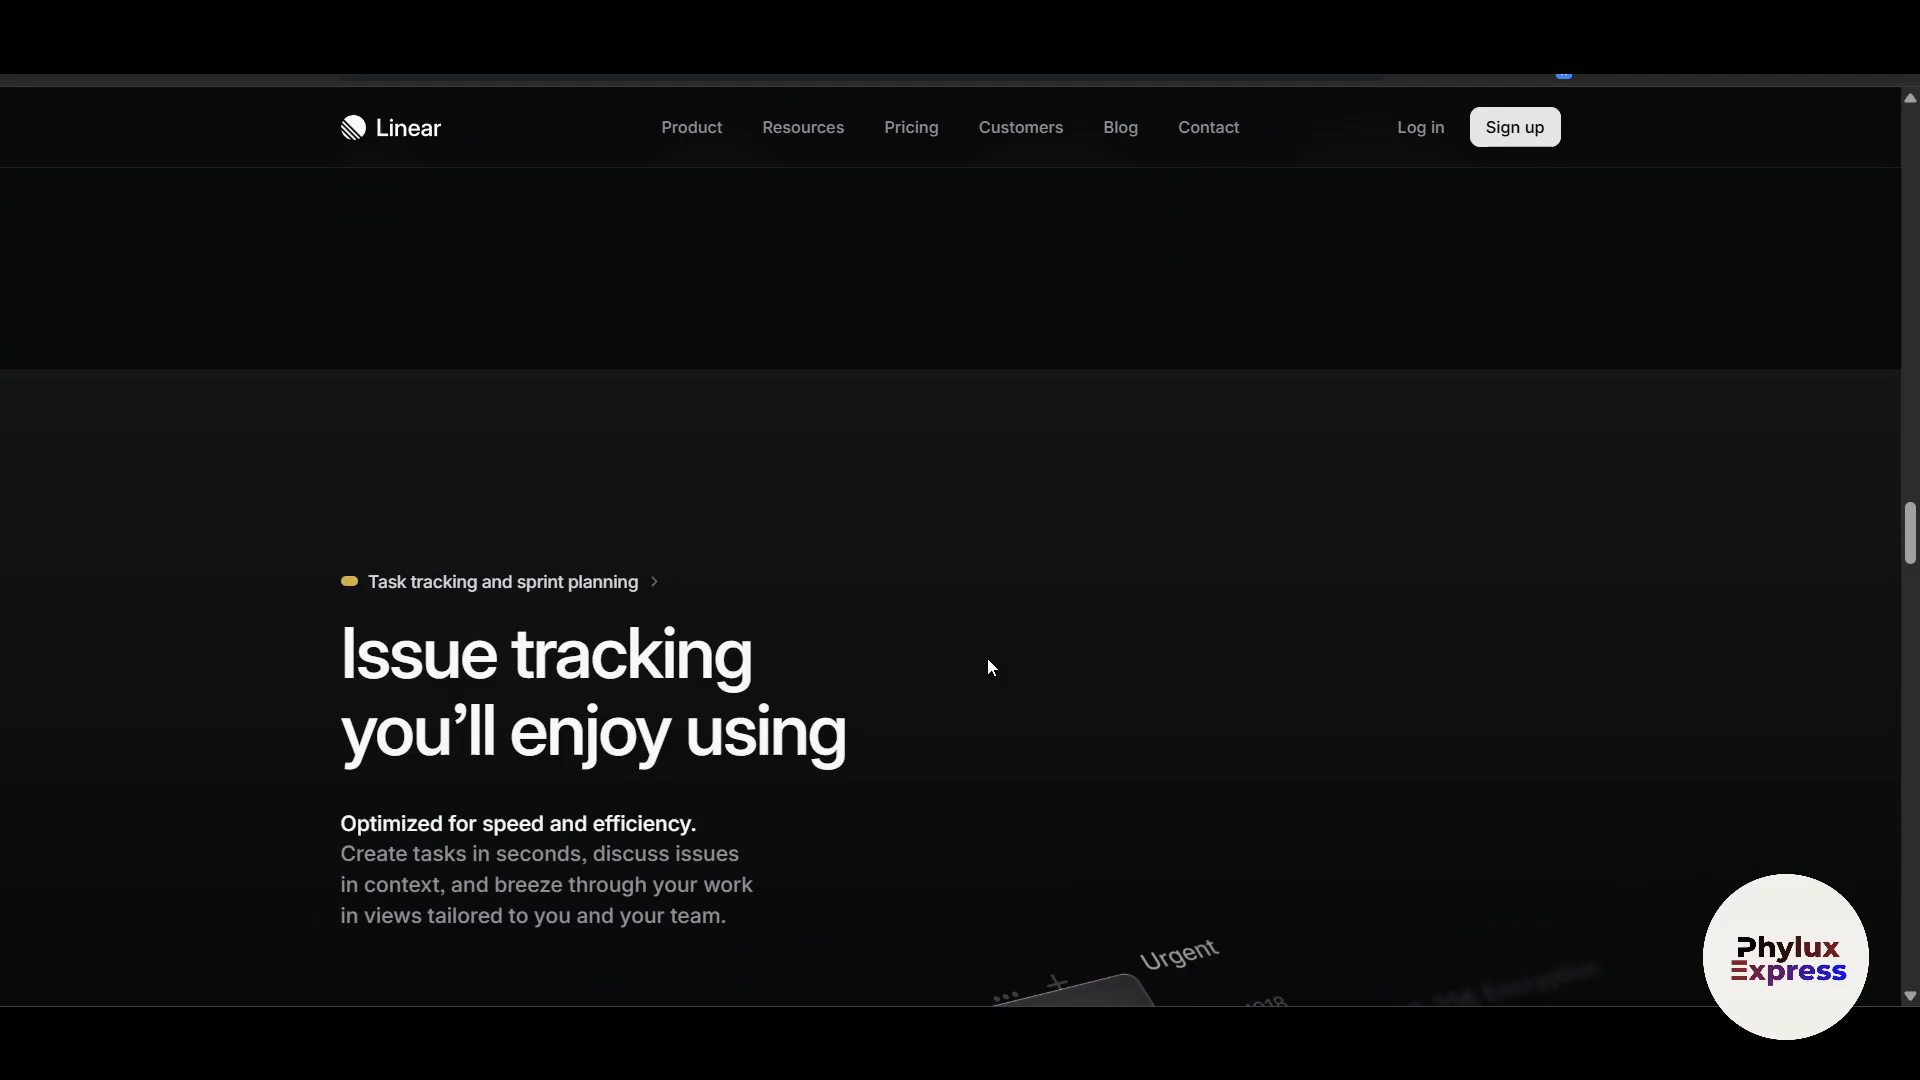 Linear
Product
Resources
Pricing
Customers
Blog
Contact
Log in
Sign up
Task tracking and sprint planning
Issue tracking
you’ll enjoy using
Optimized for speed and efficiency.
Create tasks in seconds, discuss issues
in context, and breeze through your work
in views tailored to you and your team.
Urgent
Phylux
Express